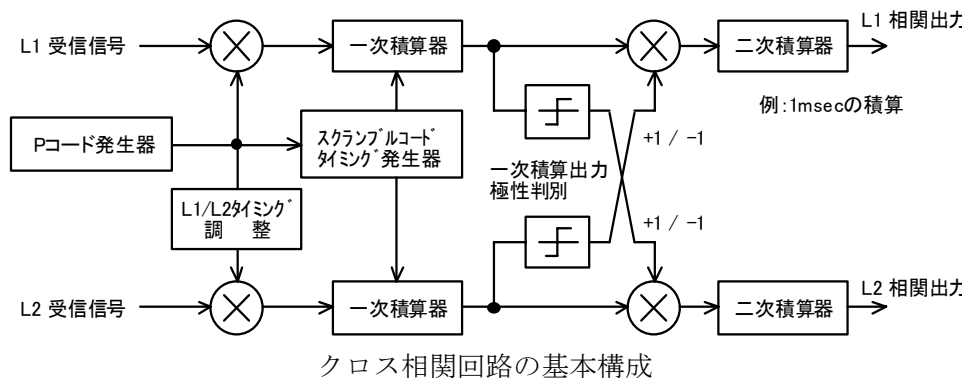 L1 受信信号
一次積算器
二次積算器
L1 相関出力
例:1msecの積算
Pコード発生器
スクランブルコード
タイミング発生器
+1 / -1
一次積算出力
極性判別
L1/L2タイミング
調 整
+1 / -1
L2 受信信号
一次積算器
二次積算器
L2 相関出力
クロス相関回路の基本構成